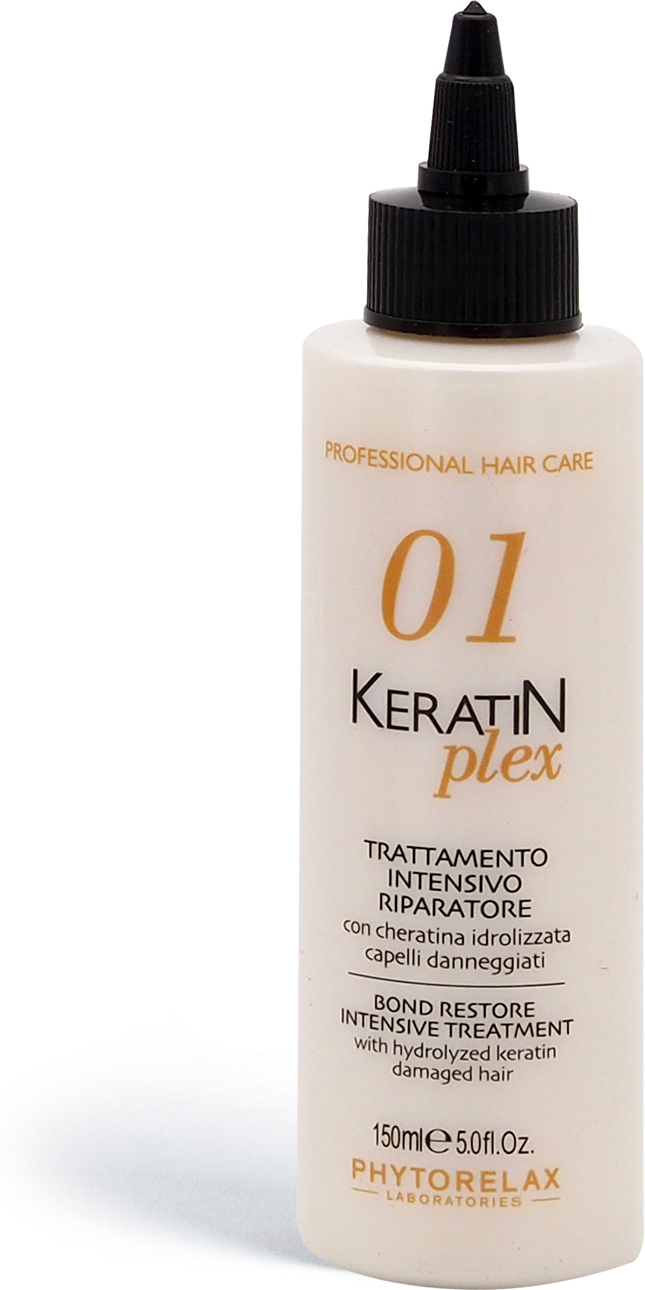 PROFESSIONAL HAIR CARE
01
KERATIN
plex
TRATTAMENTO
INTENSIVO
RIPARATORE
con cheratina idrolizzata
capelli danneggiati
BOND RESTORE
INTENSIVE TREATMENT
with hydrolyzed keratin
damaged hair
150ml℮ 5.0fl.Oz.
PHYTORELAX
LABORATORIES